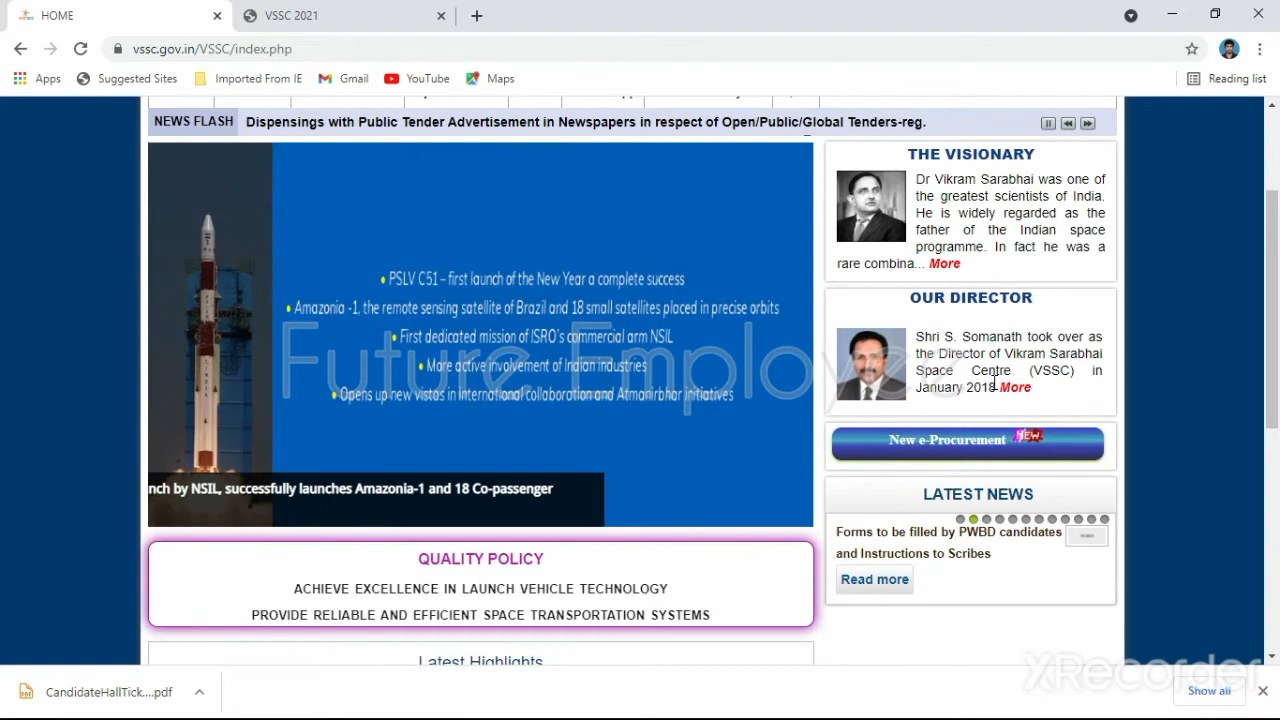 HOME
VSSC 2021
vssc.gov.in/VSSC/index.php
Apps
Suggested Sites
Imported From IE
Gmail
YouTube
Maps
Reading list
NEWS FLASH
Dispensings with Public Tender Advertisement in Newspapers in respect of Open/Public/Global Tenders-reg.
• PSLV C51 – first launch of the New Year a complete success
• Amazonia -1, the remote sensing satellite of Brazil and 18 small satellites placed in precise orbits
• First dedicated mission of ISRO's commercial arm NSIL
• More active involvement of Indian industries
• Opens up new vistas in international collaboration and Atmanirbhar initiatives
Future Employee
nch by NSIL, successfully launches Amazonia-1 and 18 Co-passenger
QUALITY POLICY
ACHIEVE EXCELLENCE IN LAUNCH VEHICLE TECHNOLOGY
PROVIDE RELIABLE AND EFFICIENT SPACE TRANSPORTATION SYSTEMS
Latest Highlights
THE VISIONARY
Dr Vikram Sarabhai was one of
the greatest scientists of India.
He is widely regarded as the
father of the Indian space
programme. In fact he was a
rare combina... More
OUR DIRECTOR
Shri S. Somanath took over as
the Director of Vikram Sarabhai
Space Centre (VSSC) in
January 2018 More
New e-Procurement NEW
LATEST NEWS
Forms to be filled by PWBD candidates
and Instructions to Scribes
Read more
XRecorder
CandidateHallTick....pdf
Show all